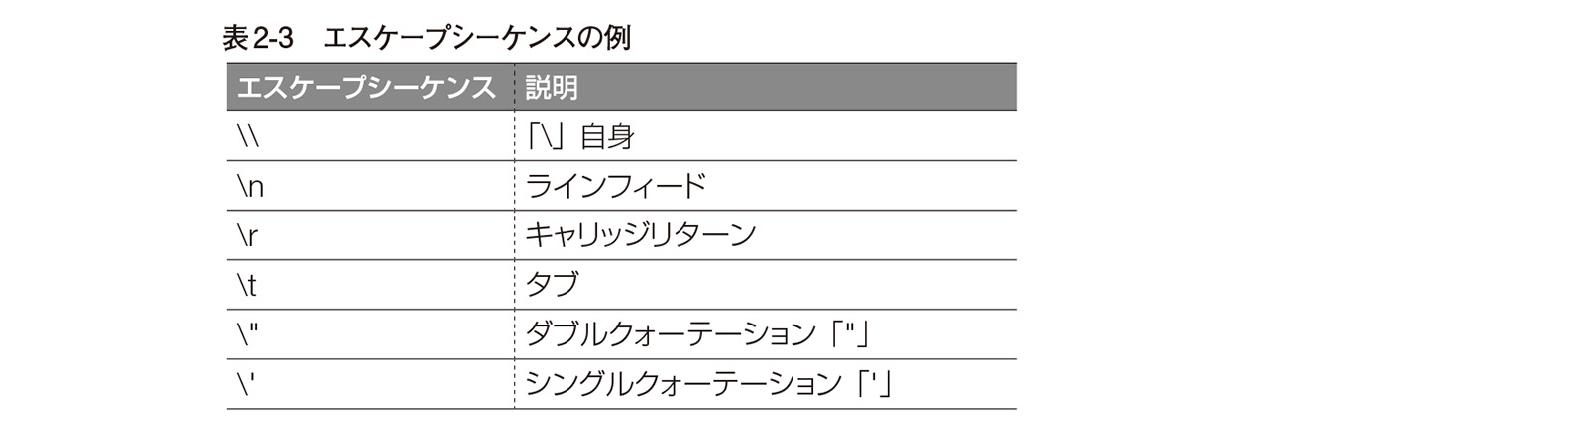 表2-3　エスケープシーケンスの例
エスケープシーケンス 説明
\\ 「\」自身
\n ラインフィード
\r キャリッジリターン
\t タブ
\" ダブルクォーテーション「"」
\' シングルクォーテーション「'」